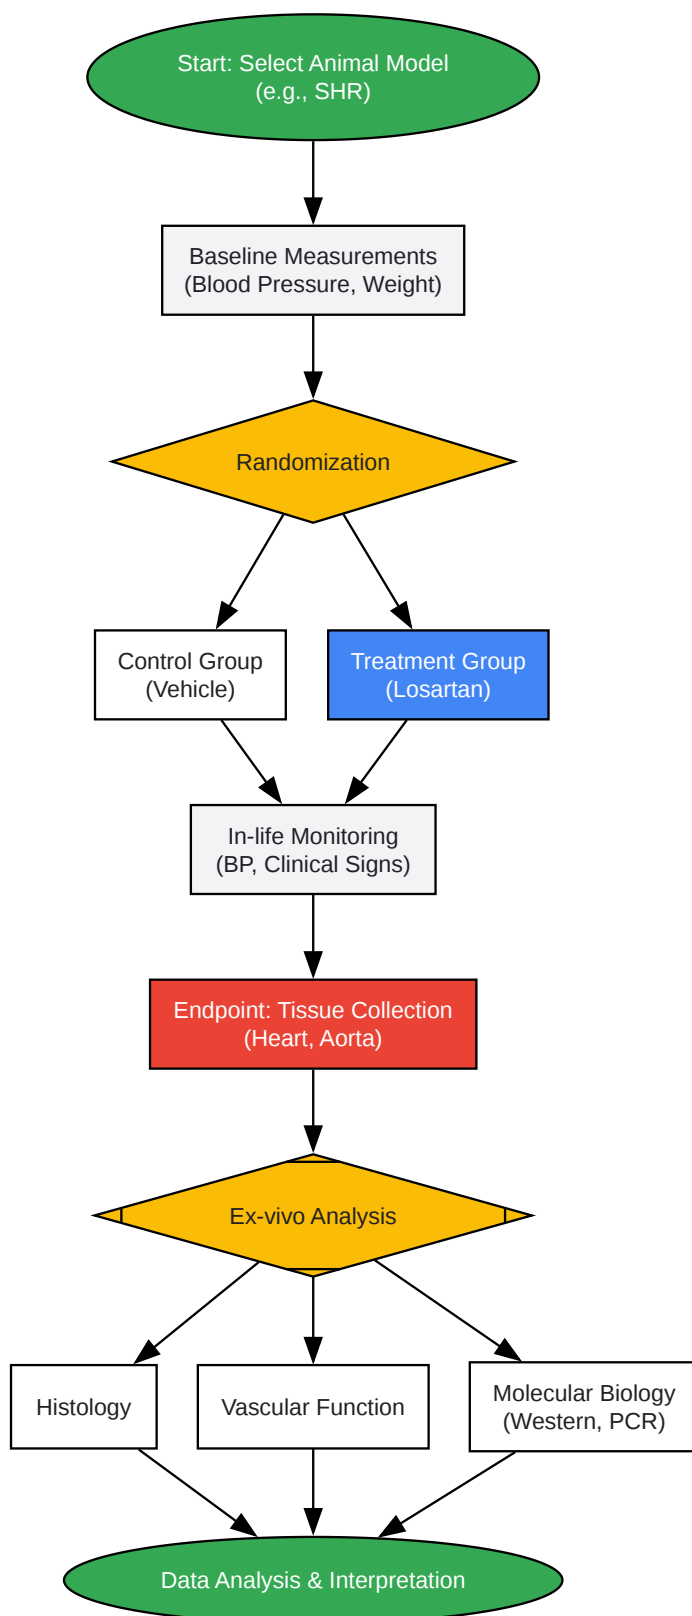 Start: Select Animal Model
(e.g., SHR)
Baseline Measurements
(Blood Pressure, Weight)
Randomization
Control Group
(Vehicle)
Treatment Group
(Losartan)
In-life Monitoring
(BP, Clinical Signs)
Endpoint: Tissue Collection
(Heart, Aorta)
Ex-vivo Analysis
Histology
Vascular Function
Molecular Biology
(Western, PCR)
Data Analysis & Interpretation